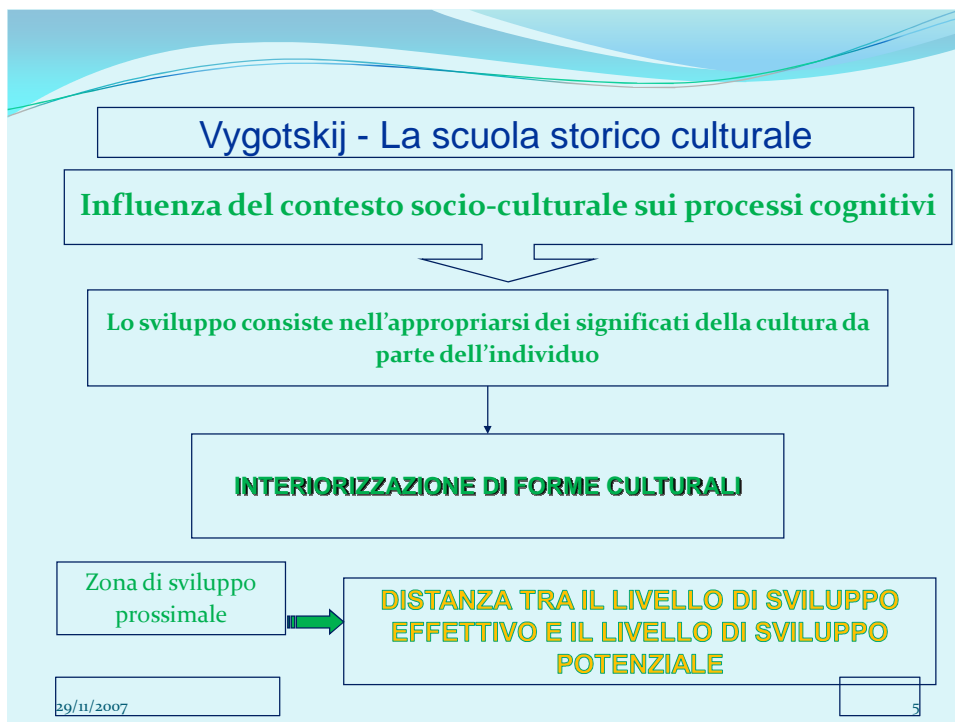 Vygotskij - La scuola storico culturale
Influenza del contesto socio-culturale sui processi cognitivi
Lo sviluppo consiste nell’appropriarsi dei significati della cultura da
parte dell’individuo
INTERIORIZZAZIONE DI FORME CULTURALI
Zona di sviluppo
prossimale
DISTANZA TRA IL LIVELLO DI SVILUPPO
EFFETTIVO E IL LIVELLO DI SVILUPPO
POTENZIALE
29/11/2007
5